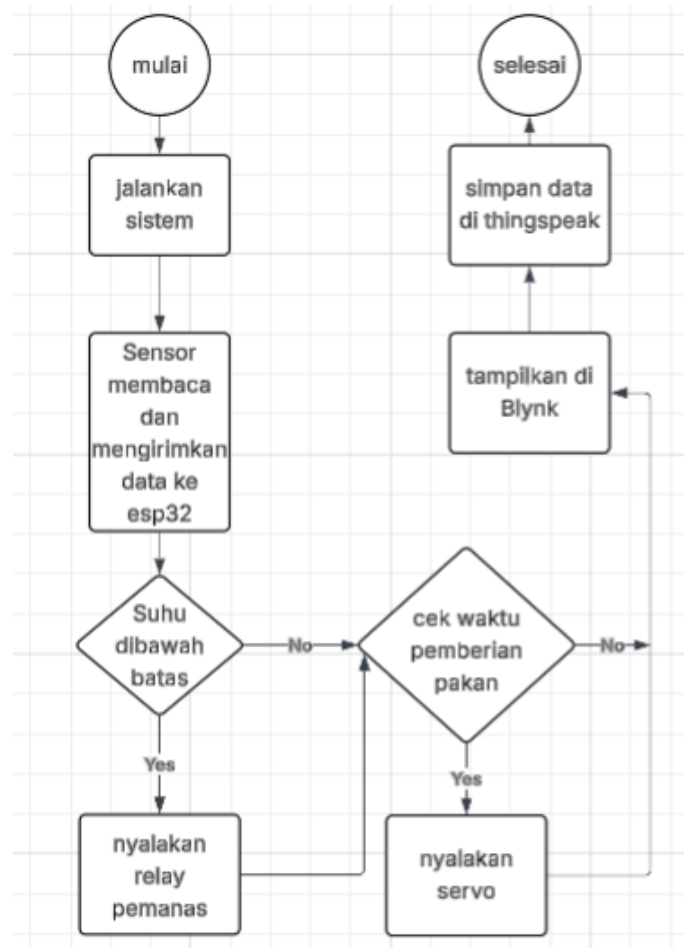 mulai
jalankan
sistem
Sensor
membaca
dan
mengirimkan
data ke
esp32
Suhu
dibawah
batas
No
Yes
nyalakan
relay
pemanas
cek waktu
pemberian
pakan
No
Yes
nyalakan
servo
tampilkan di
Blynk
simpan data
di thingspeak
selesai